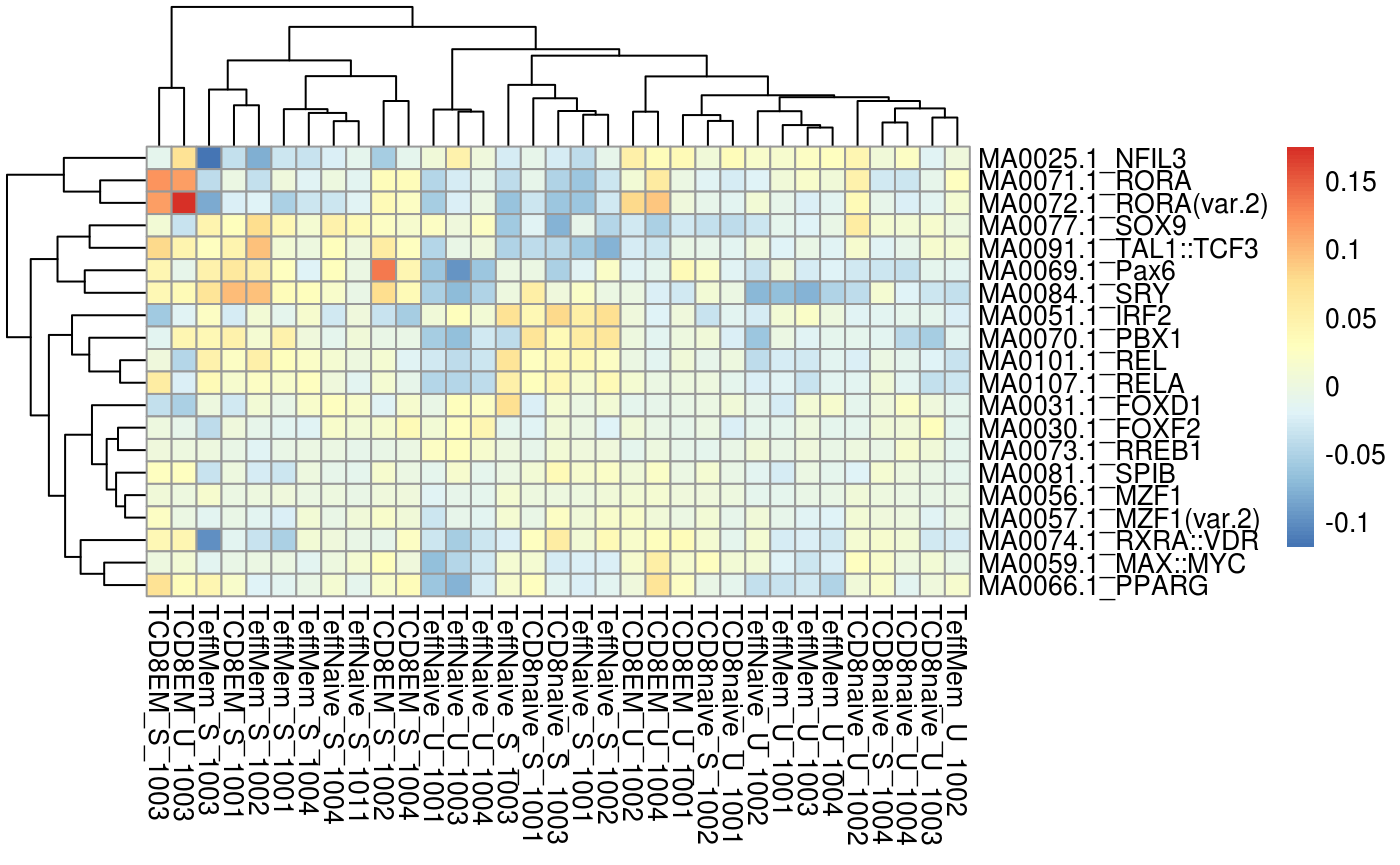 MA0025.1_NFIL3
MA0071.1_RORA
MA0072.1_RORA(var.2)
MA0077.1_SOX9
MA0091.1_TAL1::TCF3
MA0069.1_Pax6
MA0084.1_SRY
MA0051.1_IRF2
MA0070.1_PBX1
MA0101.1_REL
MA0107.1_RELA
MA0031.1_FOXD1
MA0030.1_FOXF2
MA0073.1_RREB1
MA0081.1_SPIB
MA0056.1_MZF1
MA0057.1_MZF1(var.2)
MA0074.1_RXRA::VDR
MA0059.1_MAX::MYC
MA0066.1_PPARG
0.15
0.1
0.05
0
-0.05
-0.1
TCD8EM_S_1003
TCD8EM_U_1003
TeffMem_S_1003
TCD8EM_S_1001
TeffMem_S_1002
TeffMem_S_1001
TeffMem_S_1004
TeffNaive_S_1004
TeffNaive_S_1011
TCD8EM_S_1002
TCD8EM_S_1004
TeffNaive_U_1001
TeffNaive_U_1003
TeffNaive_U_1004
TeffNaive_S_1003
TCD8naive_S_1001
TCD8naive_S_1003
TeffNaive_S_1001
TeffNaive_S_1002
TCD8EM_U_1002
TCD8EM_U_1004
TCD8EM_U_1001
TCD8naive_S_1002
TCD8naive_U_1001
TeffNaive_U_1002
TeffMem_U_1001
TeffMem_U_1003
TeffMem_U_1004
TCD8naive_U_1002
TCD8naive_S_1004
TCD8naive_U_1004
TCD8naive_U_1003
TeffMem_U_1002